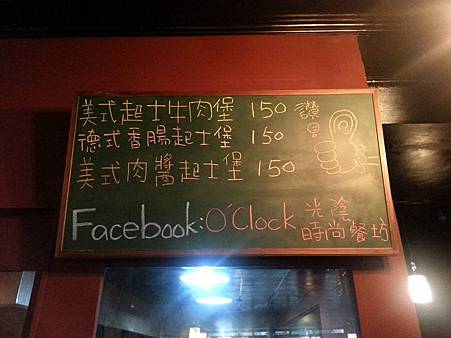 美式起士牛肉堡 150
德式香腸起士堡 150
美式肉醬起士堡 150
讚
Facebook:O'Clock 光陰
時尚餐坊